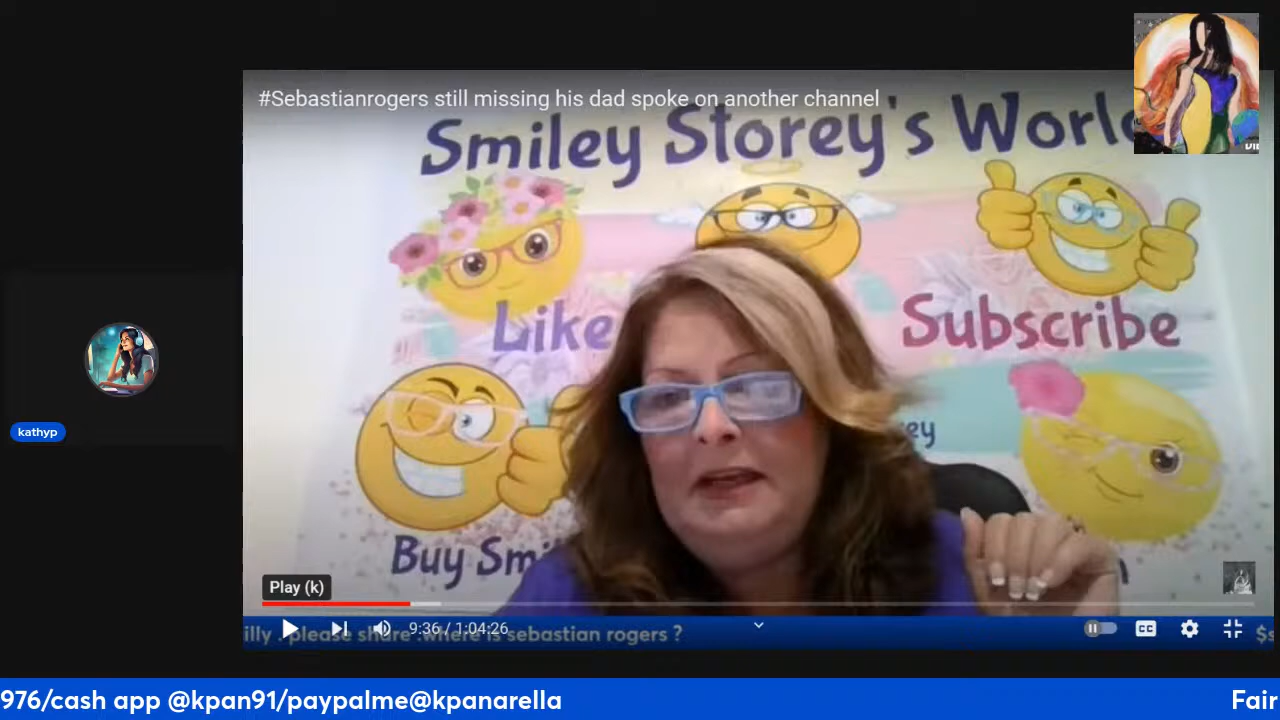 #Sebastianrogers still missing his dad spoke on another channel
Smiley Storey's Worl
Like
Subscribe
ey
kathyp
Buy Smi
Play (k)
9:36 / 1:04:26
CC
illy . please share .where is sebastian rogers ?
$s
976/cash app @kpan91/paypalme@kpanarella
Fair